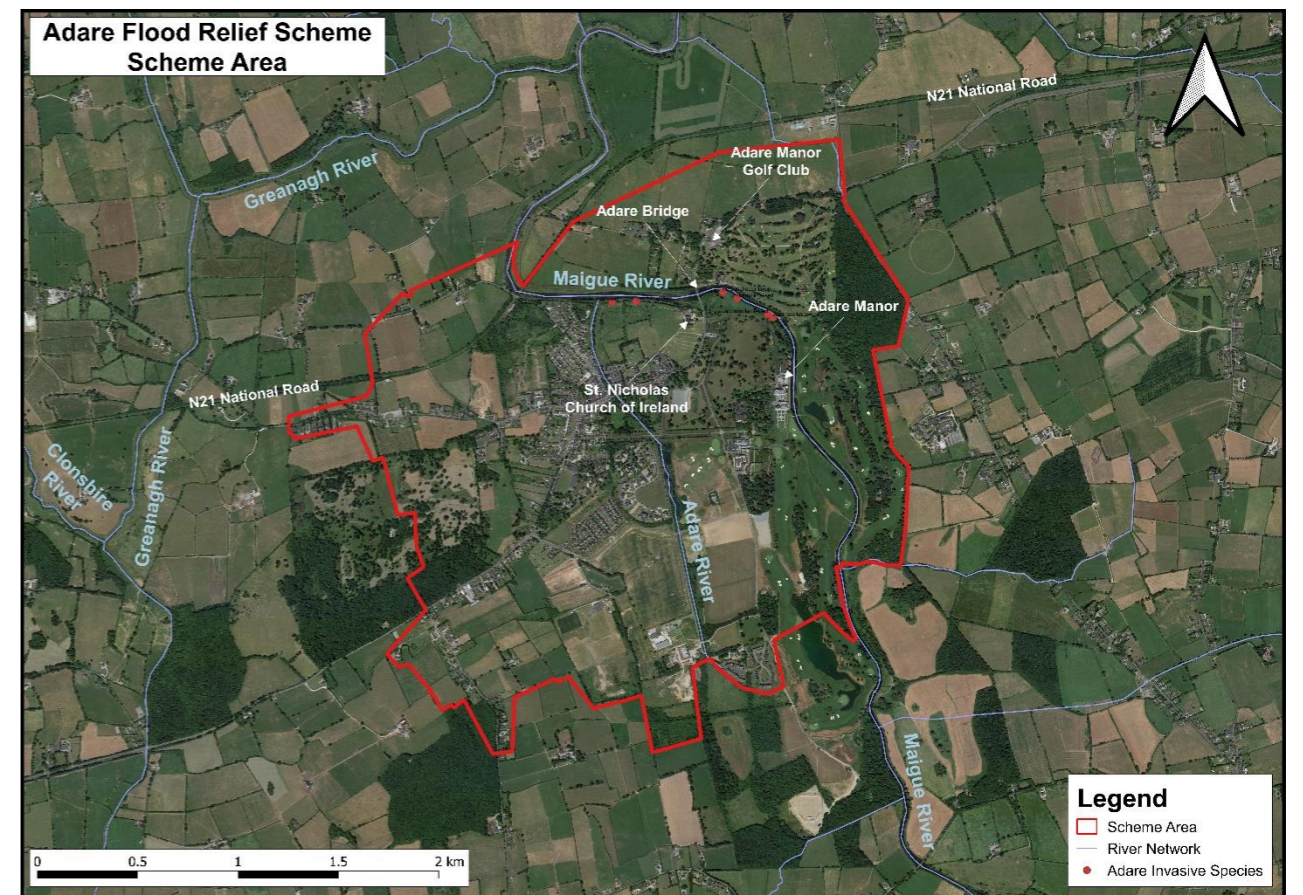 Adare Flood Relief Scheme
Scheme Area
N21 National Road
Adare Manor
Golf Club
Greanagh River
Adare Bridge
Maigue River
Adare Manor
St. Nicholas
Church of Ireland
N21 National Road
Clonshire
River
Greanagh River
Adare River
Maigue River
Legend
Scheme Area
River Network
Adare Invasive Species
0 0.5 1 1.5 2 km